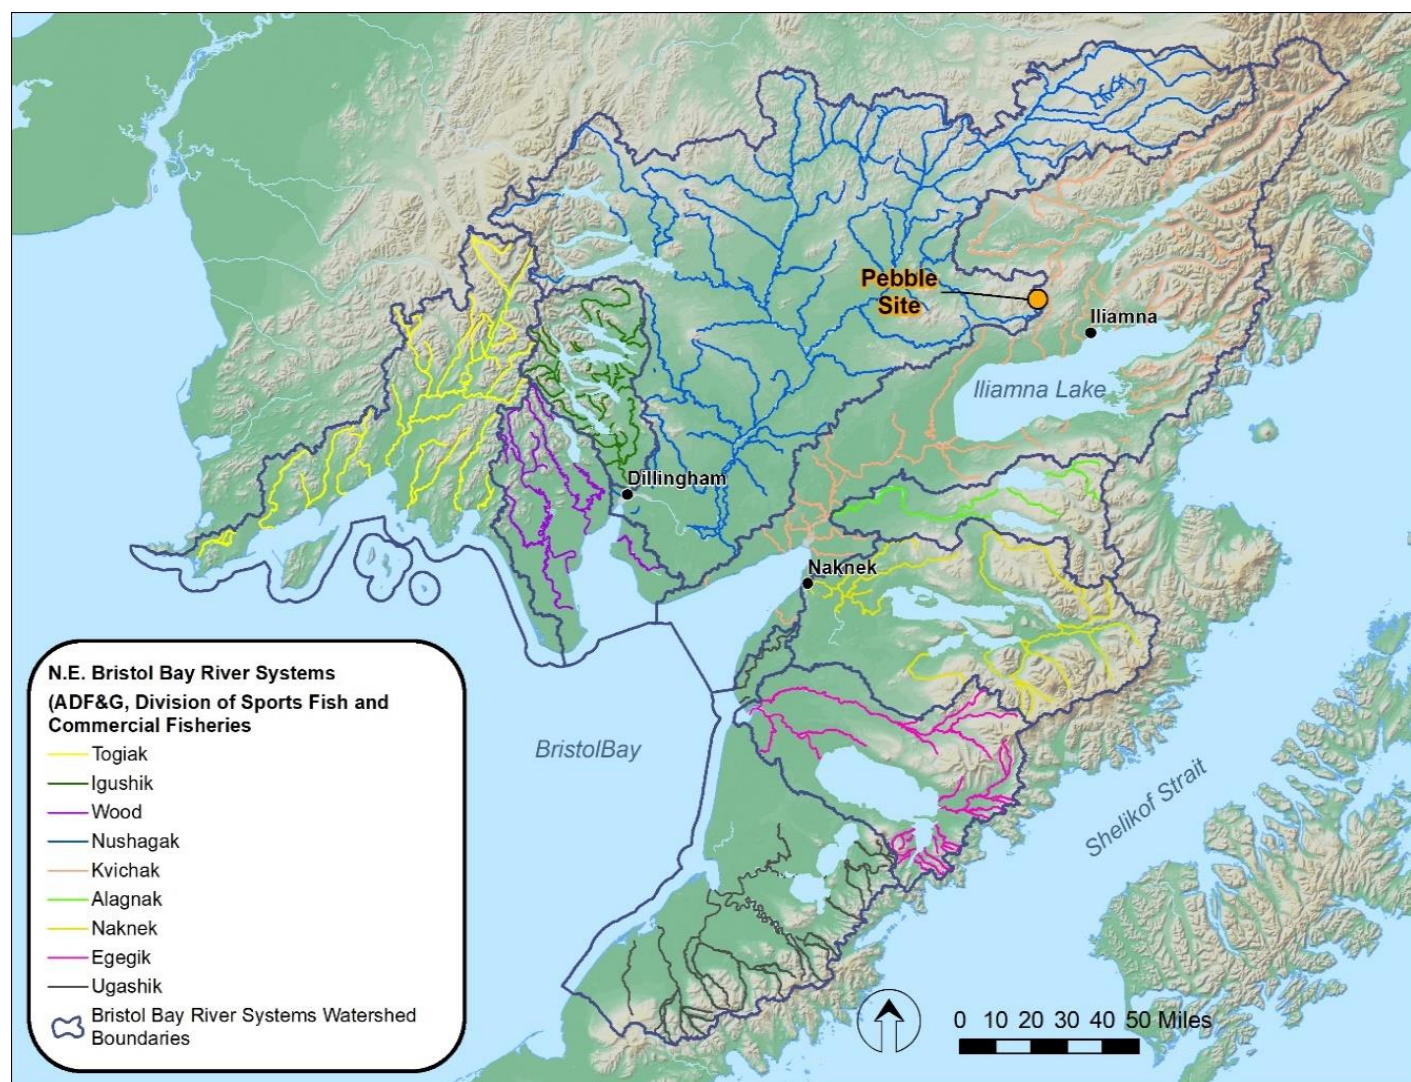 Pebble
Site
Iliamna
Iliamna Lake
Dillingham
Naknek
BristolBay
Shelikof Strait
N.E. Bristol Bay River Systems
(ADF&G, Division of Sports Fish and
Commercial Fisheries
Togiak
Igushik
Wood
Nushagak
Kvichak
Alagnak
Naknek
Egegik
Ugashik
Bristol Bay River Systems Watershed
Boundaries
0 10 20 30 40 50 Miles